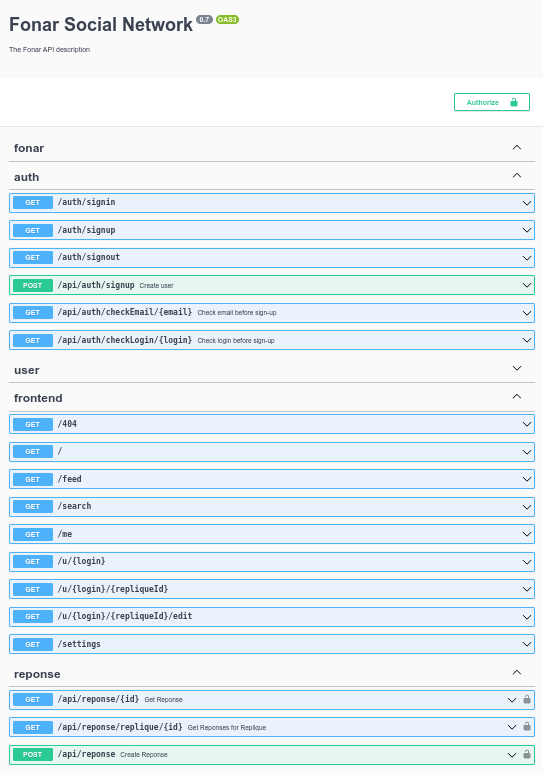 Fonar Social Network 0.7 OAS3
The Fonar API description
Authorize
fonar
auth
GET /auth/signin
GET /auth/signup
GET /auth/signout
POST /api/auth/signup Create user
GET /api/auth/checkEmail/{email} Check email before sign-up
GET /api/auth/checkLogin/{login} Check login before sign-up
user
frontend
GET /404
GET /
GET /feed
GET /search
GET /me
GET /u/{login}
GET /u/{login}/{repliqueId}
GET /u/{login}/{repliqueId}/edit
GET /settings
reponse
GET /api/reponse/{id} Get Reponse
GET /api/reponse/replique/{id} Get Reponses for Replique
POST /api/reponse Create Reponse